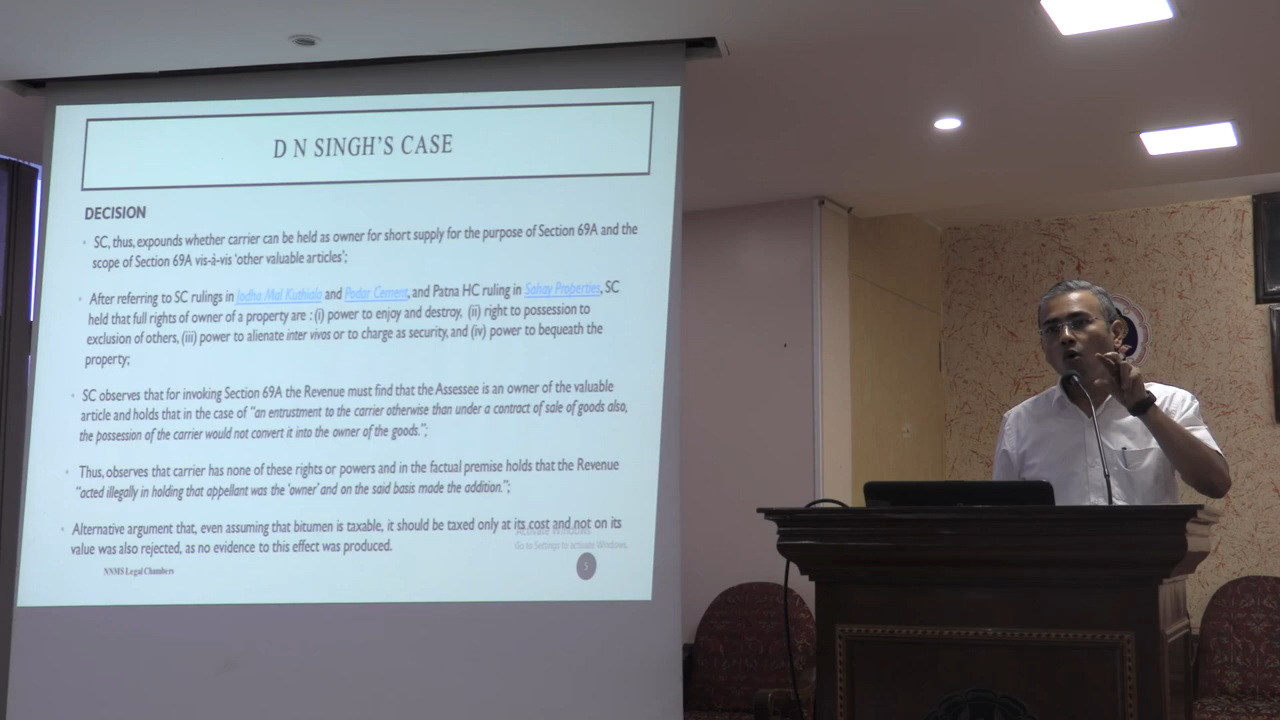 D N SINGH'S CASE
DECISION
• SC, thus, expounds whether carrier can be held as owner for short supply for the purpose of Section 69A and the
scope of Section 69A vis-à-vis 'other valuable articles';
• After referring to SC rulings in Jodha Mal Kuthiala and Podar Cement, and Patna HC ruling in Sahay Properties, SC
held that full rights of owner of a property are : (i) power to enjoy and destroy, (ii) right to possession to
exclusion of others, (iii) power to alienate inter vivos or to charge as security, and (iv) power to bequeath the
property;
• SC observes that for invoking Section 69A the Revenue must find that the Assessee is an owner of the valuable
article and holds that in the case of "an entrustment to the carrier otherwise than under a contract of sale of goods also,
the possession of the carrier would not convert it into the owner of the goods.";
• Thus, observes that carrier has none of these rights or powers and in the factual premise holds that the Revenue
"acted illegally in holding that appellant was the 'owner' and on the said basis made the addition.";
• Alternative argument that, even assuming that bitumen is taxable, it should be taxed only at its cost and not on its
value was also rejected, as no evidence to this effect was produced.
Activate Windows
Go to Settings to activate Windows.
NNMS Legal Chambers